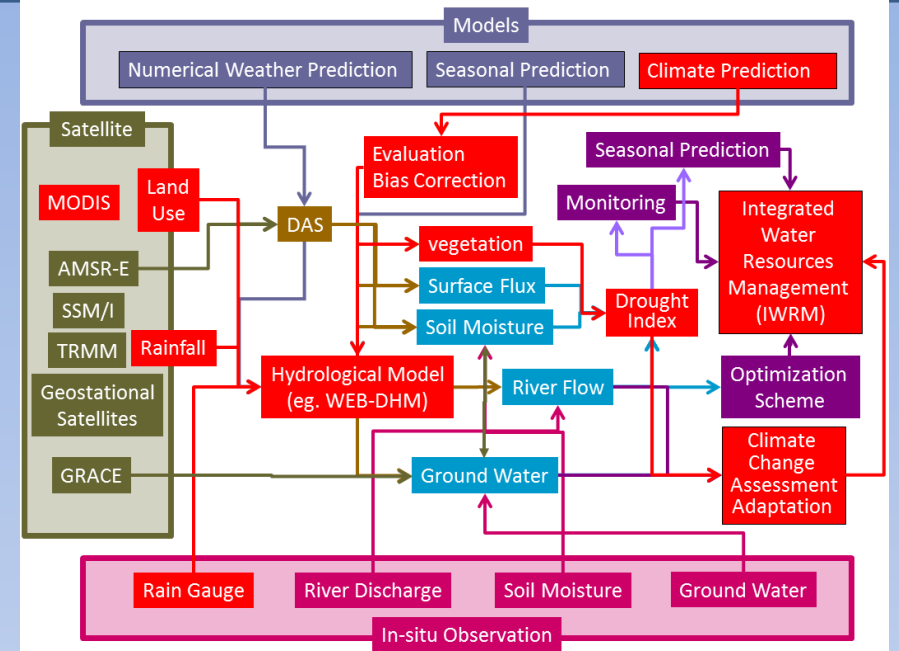 Models
Numerical Weather Prediction
Seasonal Prediction
Climate Prediction
Satellite
MODIS
Land
Use
AMSR-E
SSM/I
TRMM
Rainfall
Geostational
Satellites
GRACE
Evaluation
Bias Correction
DAS
vegetation
Surface Flux
Soil Moisture
Hydrological Model
(eg. WEB-DHM)
River Flow
Ground Water
Seasonal Prediction
Monitoring
Drought
Index
Integrated
Water
Resources
Management
(IWRM)
Optimization
Scheme
Climate
Change
Assessment
Adaptation
Rain Gauge
River Discharge
Soil Moisture
Ground Water
In-situ Observation